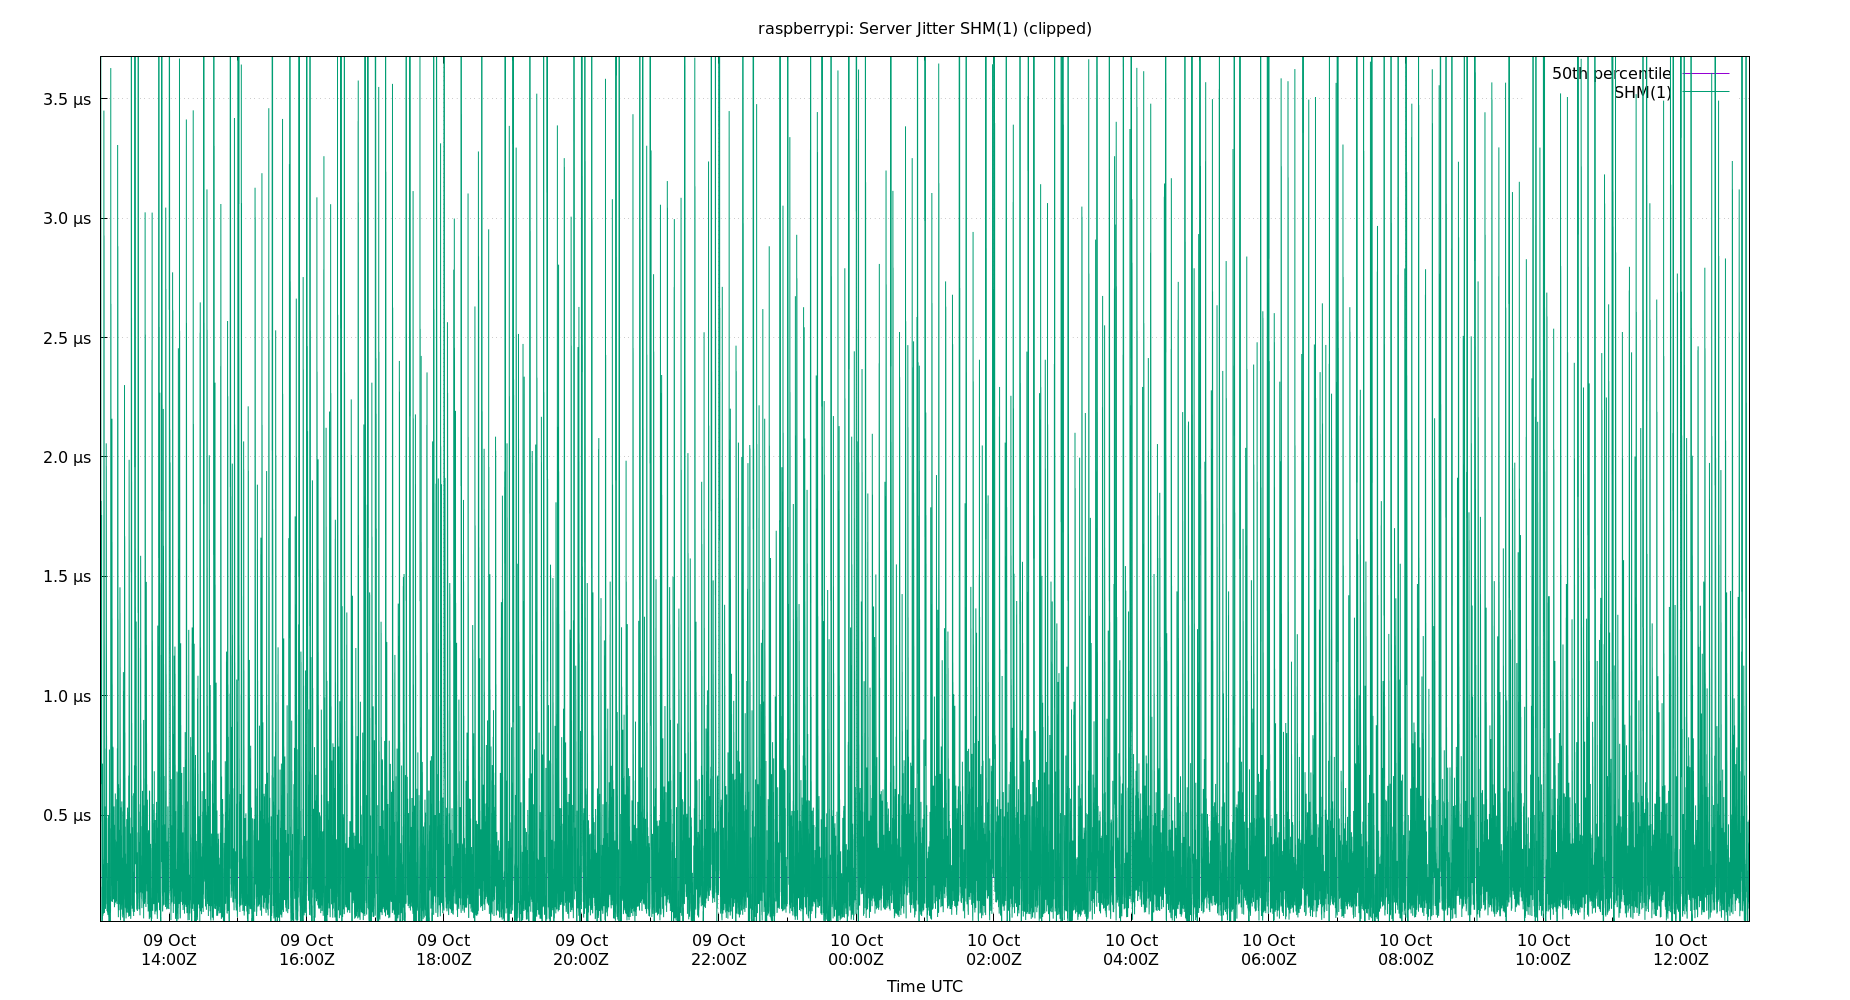 raspberrypi: Server Jitter SHM(1) (clipped)
50th percentile
SHM(1)
3.5 μs
3.0 μs
2.5 μs
2.0 μs
1.5 μs
1.0 μs
0.5 μs
09 Oct 09 Oct 09 Oct 09 Oct 09 Oct 10 Oct 10 Oct 10 Oct 10 Oct 10 Oct 10 Oct 10 Oct
14:00Z 16:00Z 18:00Z 20:00Z 22:00Z 00:00Z 02:00Z 04:00Z 06:00Z 08:00Z 10:00Z 12:00Z
Time UTC